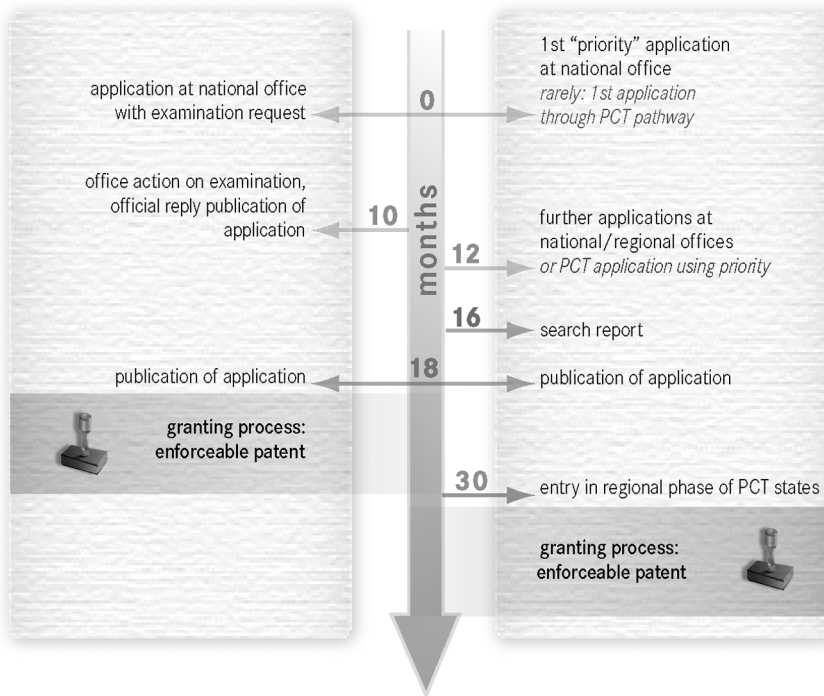 application at national office
with examination request
office action on examination,
official reply publication of
application
publication of application
granting process:
enforceable patent
0
10
months
12
16
18
30
1st “priority” application
at national office
rarely: 1st application
through PCT pathway
further applications at
national/regional offices
or PCT application using priority
search report
publication of application
entry in regional phase of PCT states
granting process:
enforceable patent